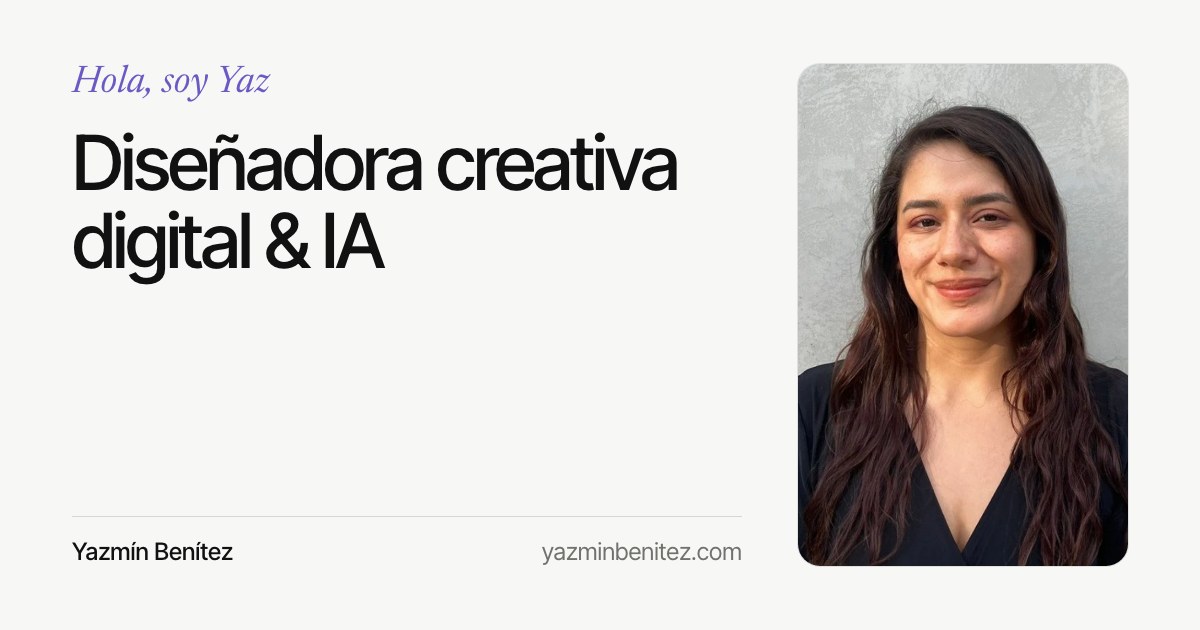 Hola, soy Yaz
Diseñadora creativa
digital & IA
Yazmín Benítez
yazminbenitez.com